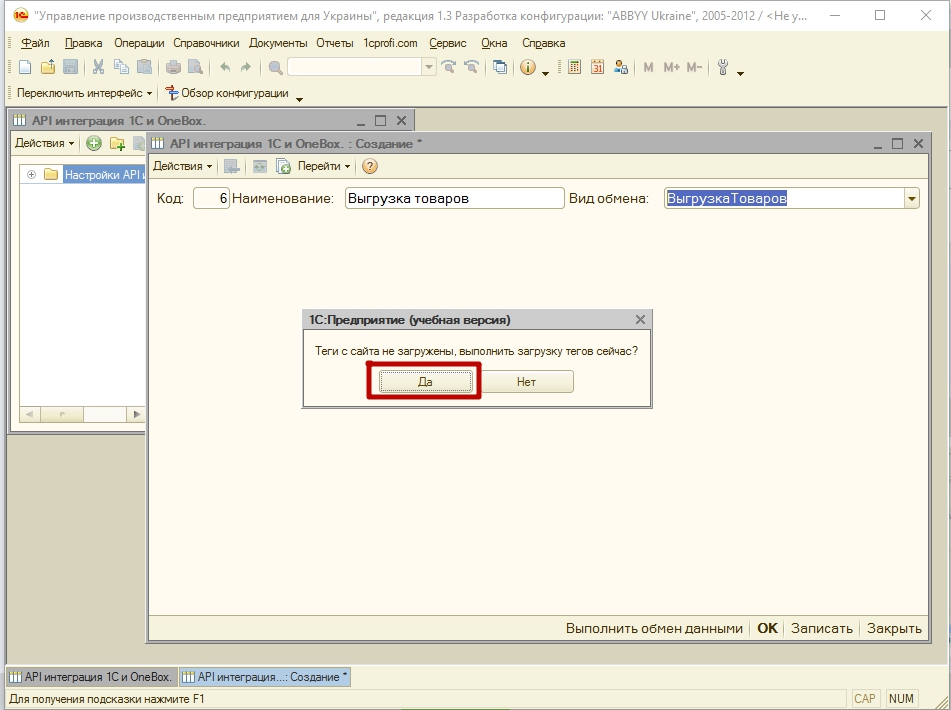 "Управление производственным предприятием для Украины", редакция 1.3 Разработка конфигурации: "ABBYY Ukraine", 2005-2012 / <Не у...
Файл Правка Операции Справочники Документы Отчеты 1cprofi.com Сервис Окна Справка
M M+ M-
Переключить интерфейс Обзор конфигурации
API интеграция 1С и OneBox.
Действия
API интеграция 1С и OneBox. : Создание *
Действия Перейти
Настройки API
Код: 6 Наименование: Выгрузка товаров Вид обмена: ВыгрузкаТоваров
1С:Предприятие (учебная версия)
Теги с сайта не загружены, выполнить загрузку тегов сейчас?
Да Нет
Выполнить обмен данными OK Записать Закрыть
API интеграция 1С и OneBox. API интеграция...: Создание *
Для получения подсказки нажмите F1 CAP NUM